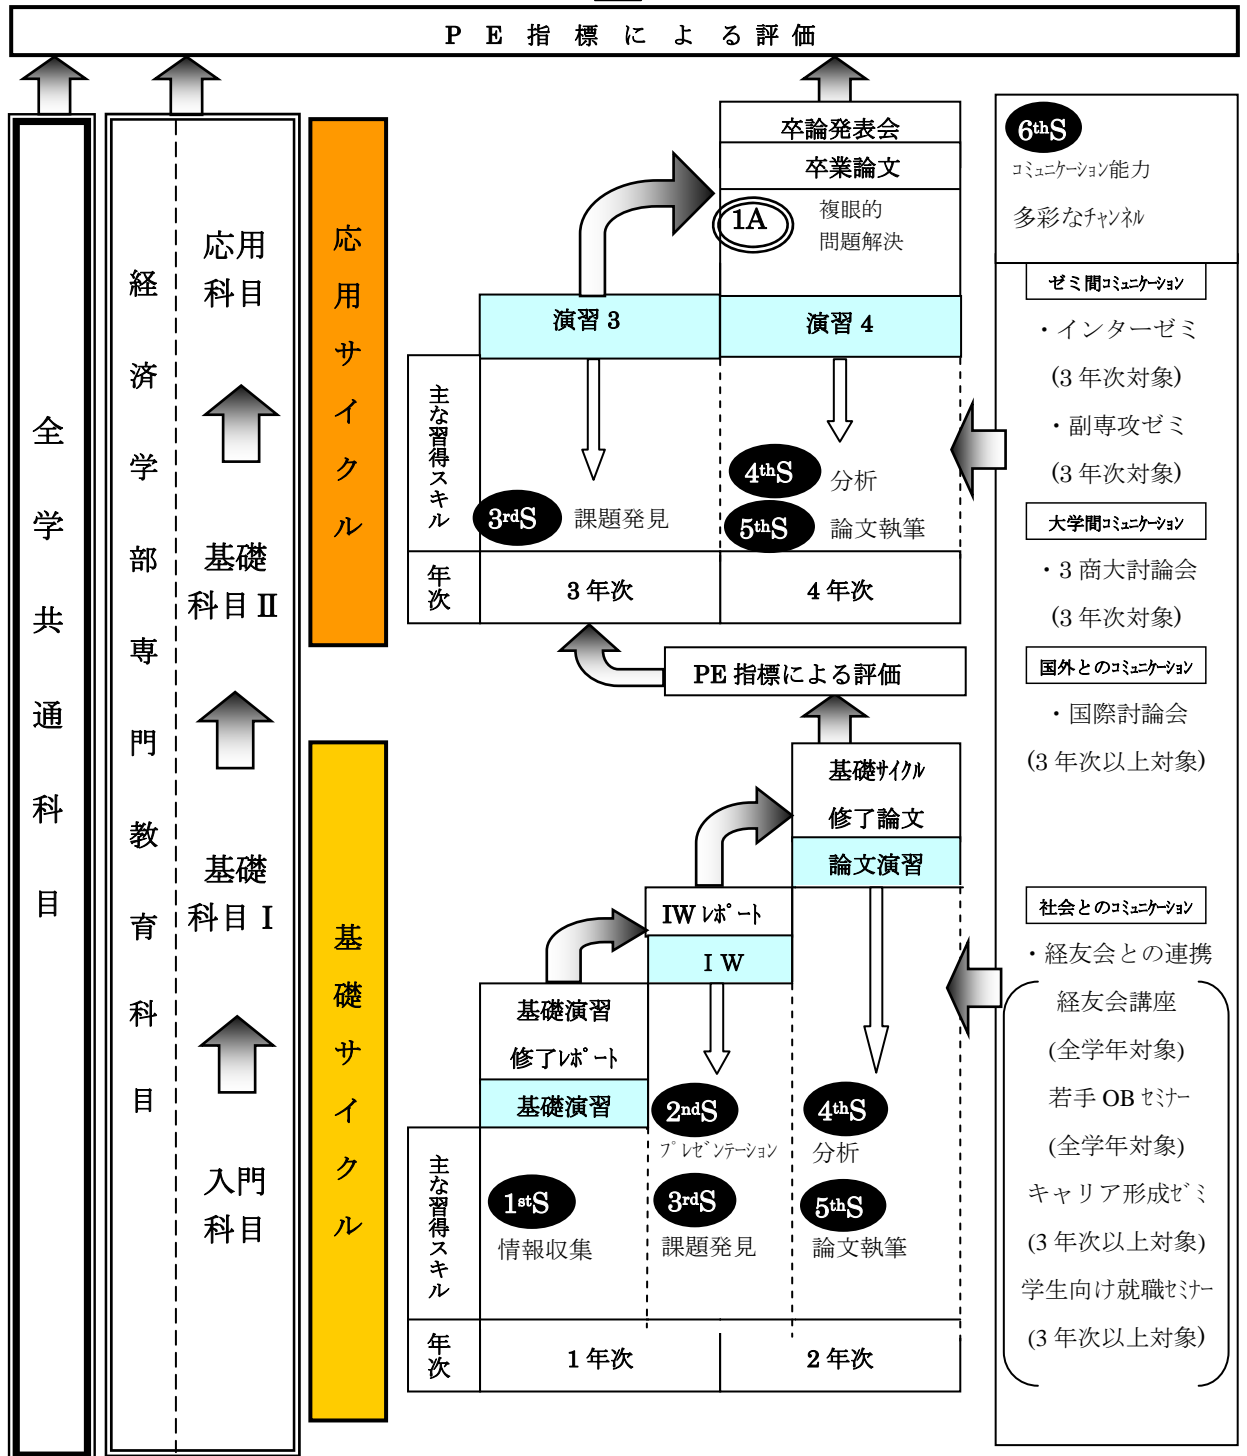 PE指標による評価
全学共通科目
経済学部専門教育科目
応用
科目
基礎
科目Ⅱ
基礎
科目Ⅰ
入門
科目
応用サイクル
基礎サイクル
卒論発表会
卒業論文
1A
複眼的
問題解決
演習3
演習4
主な習得スキル
3rdS
課題発見
4thS
分析
5thS
論文執筆
年次
3年次
4年次
PE指標による評価
基礎サイクル
修了論文
論文演習
IWレポート
IW
基礎演習
修了レポート
基礎演習
主な習得スキル
1stS
情報収集
2ndS
プレゼンテーション
3rdS
課題発見
4thS
分析
5thS
論文執筆
年次
1年次
2年次
6thS
コミュニケーション能力
多彩なチャンネル
ゼミ間コミュニケーション
・インターゼミ
(3年次対象)
・副専攻ゼミ
(3年次対象)
大学間コミュニケーション
・3商大討論会
(3年次対象)
国外とのコミュニケーション
・国際討論会
(3年次以上対象)
社会とのコミュニケーション
・経友会との連携
経友会講座
(全学年対象)
若手OBセミナー
(全学年対象)
キャリア形成ゼミ
(3年次以上対象)
学生向け就職セミナー
(3年次以上対象)